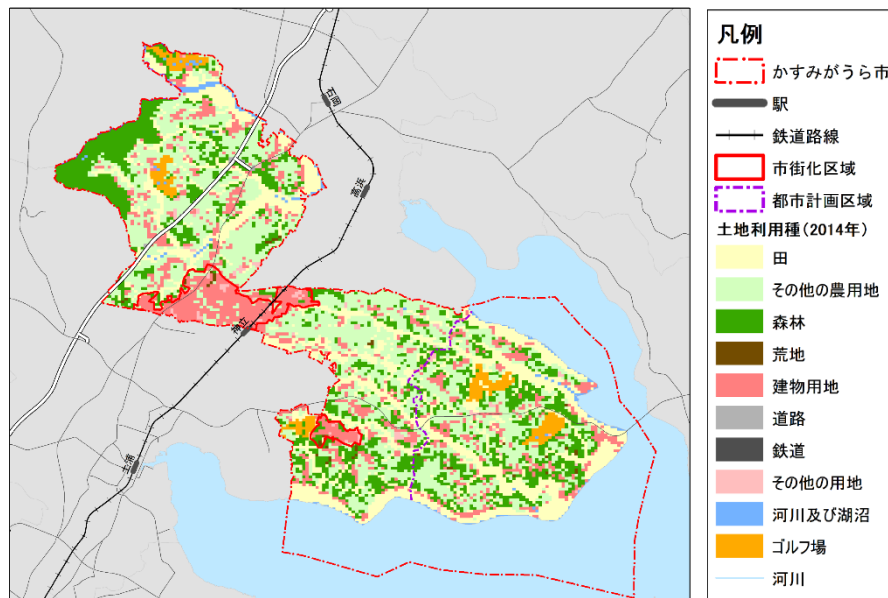 石岡
高浜
神立
土浦
凡例
かすみがうら市
駅
鉄道路線
市街化区域
都市計画区域
土地利用種(2014年)
田
その他の農用地
森林
荒地
建物用地
道路
鉄道
その他の用地
河川及び湖沼
ゴルフ場
河川